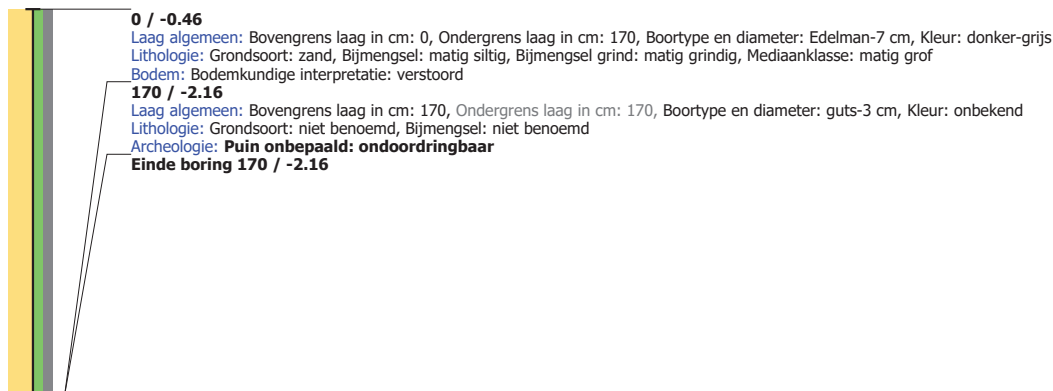 0 / -0.46
Laag algemeen: Bovengrens laag in cm: 0, Ondergrens laag in cm: 170, Boortype en diameter: Edelman-7 cm, Kleur: donker-grijs
Lithologie: Grondsoort: zand, Bijmengsel: matig siltig, Bijmengsel grind: matig grindig, Mediaanklasse: matig grof
Bodem: Bodemkundige interpretatie: verstoord
170 / -2.16
Laag algemeen: Bovengrens laag in cm: 170, Ondergrens laag in cm: 170, Boortype en diameter: guts-3 cm, Kleur: onbekend
Lithologie: Grondsoort: niet benoemd, Bijmengsel: niet benoemd
Archeologie: Puin onbepaald: ondoordringbaar
Einde boring 170 / -2.16